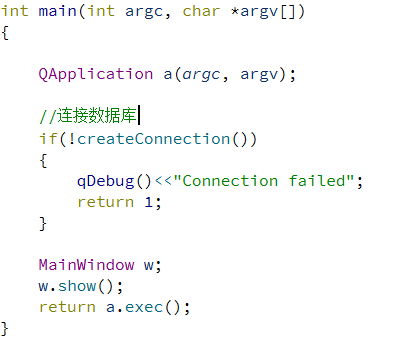 int main(int argc, char *argv[])
{
QApplication a(argc, argv);
//连接数据库
if(!createConnection())
{
qDebug()<<"Connection failed";
return 1;
}
MainWindow w;
w.show();
return a.exec();
}